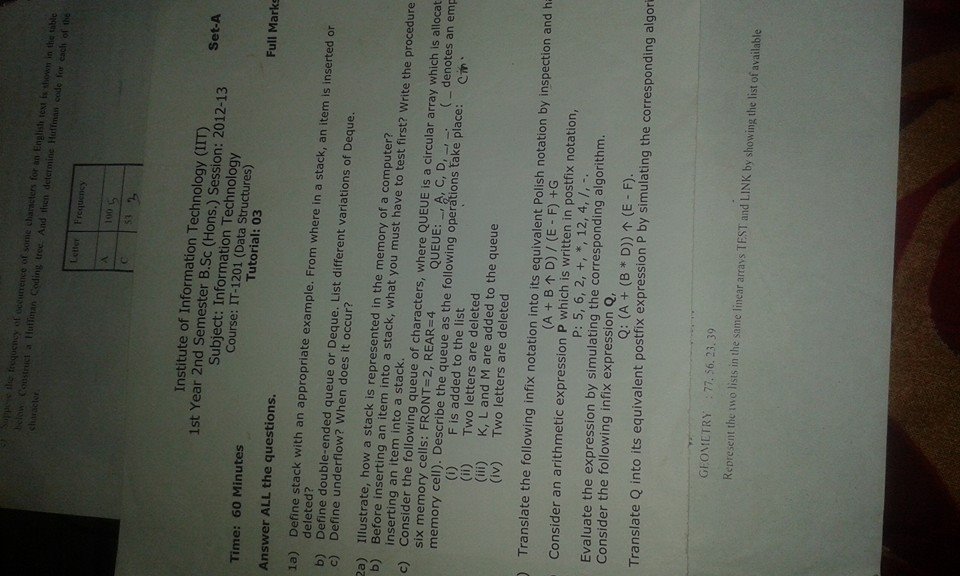 Suppose the frequency of occurrence of some characters for an English text is shown in the table
below. Construct a Huffman Coding tree. And then determine Huffman code for each of the
character.
Letter Frequency
A
C 53
Institute of Information Technology (IIT)
1st Year 2nd Semester B.Sc (Hons.) Session: 2012-13 Set-A
Subject: Information Technology
Course: IT-1201 (Data Structures)
Tutorial: 03
Time: 60 Minutes Full Marks
Answer ALL the questions.
1a) Define stack with an appropriate example. From where in a stack, an item is inserted or
deleted?
b) Define double-ended queue or Deque. List different variations of Deque.
c) Define underflow? When does it occur?
2a) Illustrate, how a stack is represented in the memory of a computer?
b) Before inserting an item into a stack, what you must have to test first? Write the procedure
inserting an item into a stack.
c) Consider the following queue of characters, where QUEUE is a circular array which is allocat
six memory cells: FRONT=2, REAR=4 QUEUE: _, A, C, D, _, _. ( _ denotes an emp
memory cell). Describe the queue as the following operations take place:
(i) F is added to the list
(ii) Two letters are deleted
(iii) K, L and M are added to the queue
(iv) Two letters are deleted
) Translate the following infix notation into its equivalent Polish notation by inspection and h
(A + B ↑ D) / (E - F) +G
Consider an arithmetic expression P which is written in postfix notation,
P: 5, 6, 2, +, *, 12, 4, /, -.
Evaluate the expression by simulating the corresponding algorithm.
Consider the following infix expression Q,
Q: (A + (B * D)) ↑ (E - F).
Translate Q into its equivalent postfix expression P by simulating the corresponding algori
GEOMETRY : 77, 56, 23, 39
Represent the two lists in the same linear arrays TEST and LINK by showing the list of available